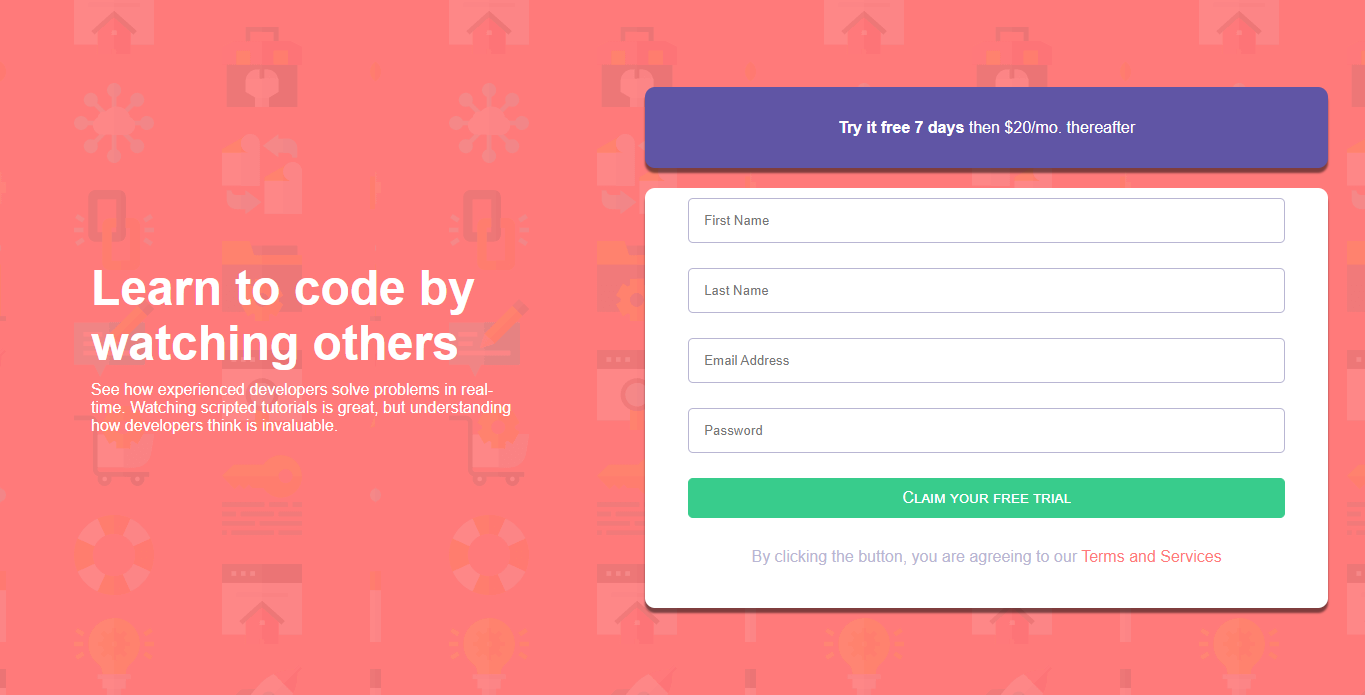 Learn to code by
watching others
See how experienced developers solve problems in real-
time. Watching scripted tutorials is great, but understanding
how developers think is invaluable.
Try it free 7 days then $20/mo. thereafter
First Name
Last Name
Email Address
Password
Claim your free trial
By clicking the button, you are agreeing to our Terms and Services